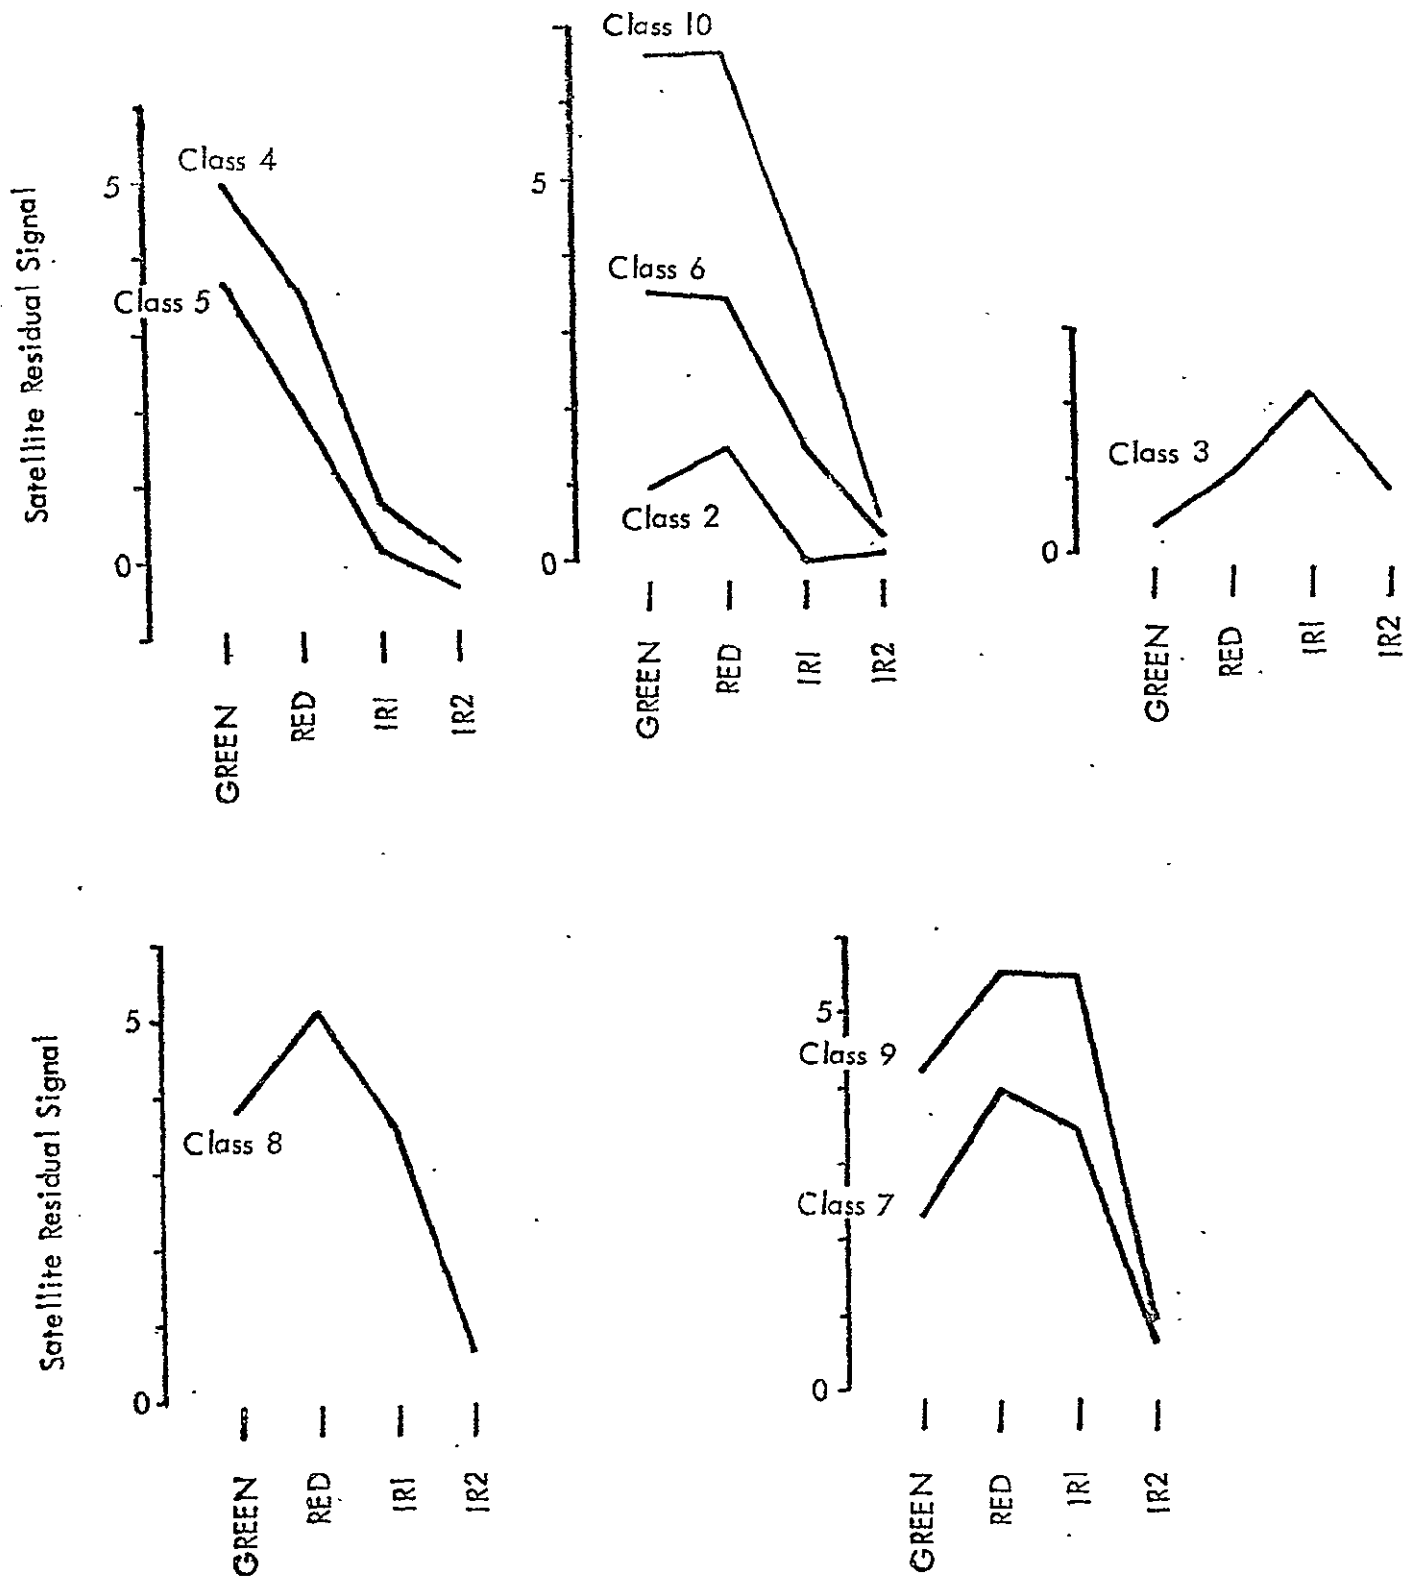 Satellite Residual Signal
5
0
Class 4
Class 5
GREEN
RED
IR1
IR2
5
0
Class 10
Class 6
Class 2
GREEN
RED
IR1
IR2
0
Class 3
GREEN
RED
IR1
IR2
Satellite Residual Signal
5
0
Class 8
GREEN
RED
IR1
IR2
5
0
Class 9
Class 7
GREEN
RED
IR1
IR2